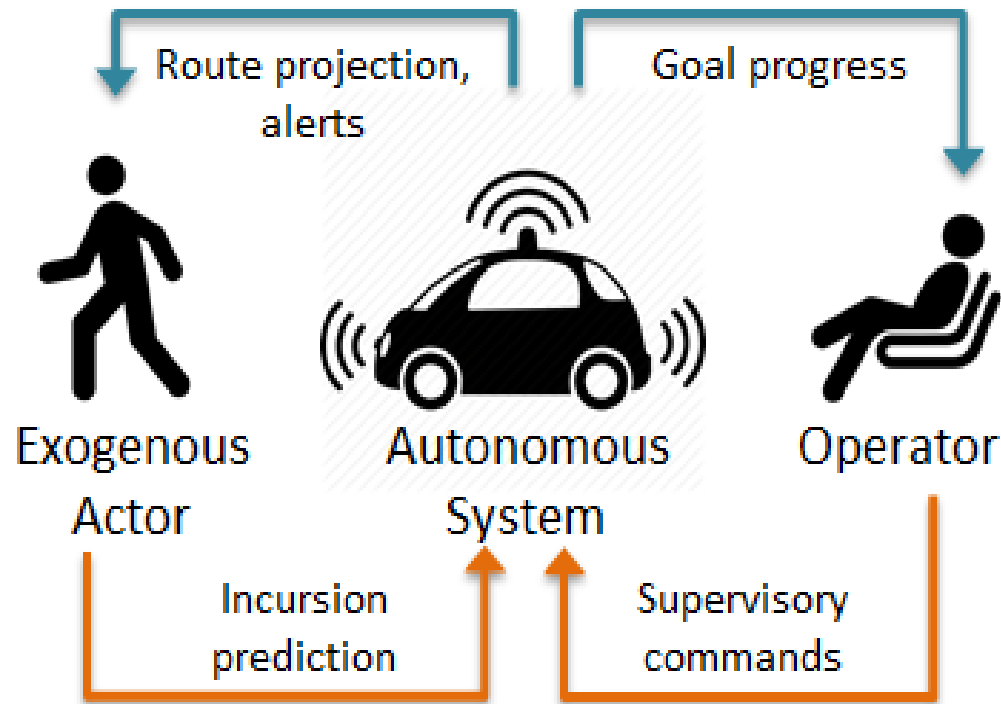 Route projection,
alerts
Goal progress
Exogenous
Actor
Autonomous
System
Operator
Incursion
prediction
Supervisory
commands